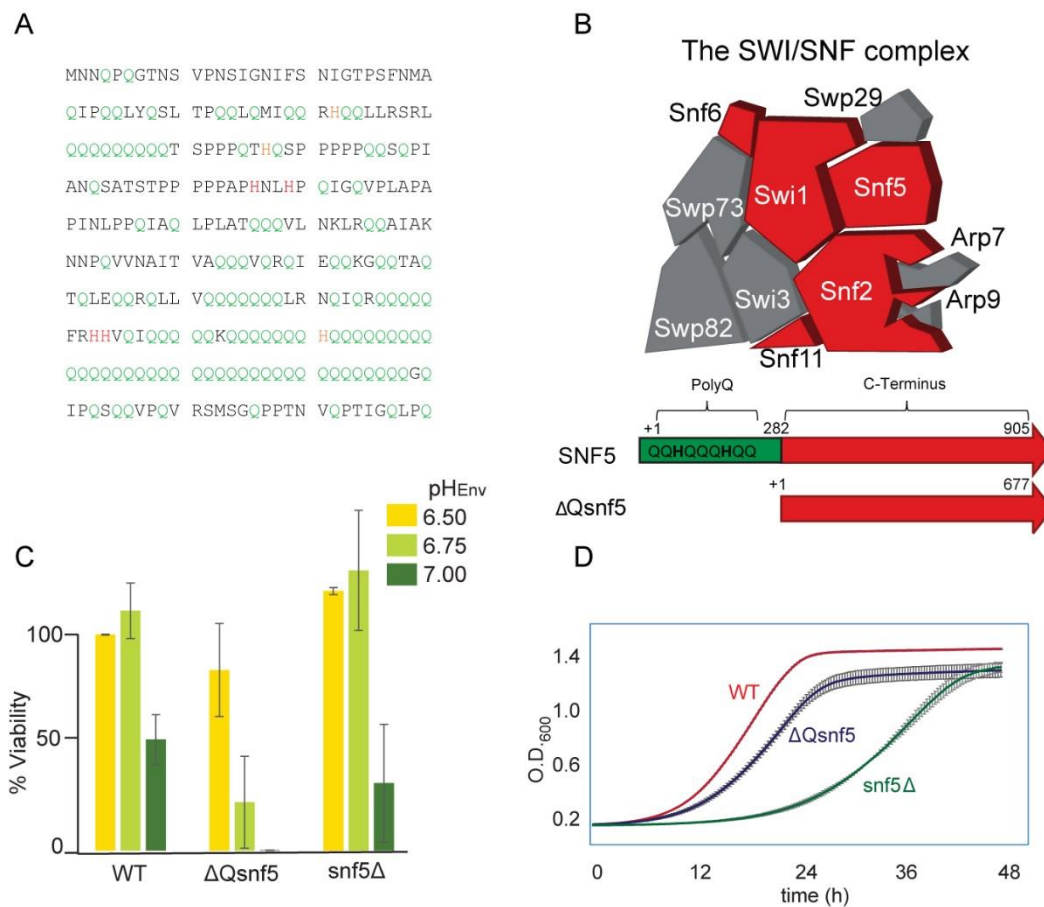 A
MNNQPQGTNS VPNSIGNIFS NIGTPSFNMA
QIPQQLYQSL TPQQLQMIQQ RHQQLLRSRL
QQQQQQQQQT SPPPQTHQSP PPPPQQSQPI
ANQSATSTPP PPPAPHNLHP QIGQVPLAPA
PINLPPQIAQ LPLATQQQVL NKLRQQAIAK
NNPQVVNAIT VAQQQVQRQI EQQKGQQTAQ
TQLEQQRQLL VQQQQQQQLR NQIQRQQQQQ
FRHHVQIQQQ QQKQQQQQQQ HQQQQQQQQQ
QQQQQQQQQQ QQQQQQQQQQ QQQQQQQQGQ
IPQSQQVPQV RSMSGQPPTN VQPTIGQLPQ
B
The SWI/SNF complex
Snf6
Swp29
Swp73
Swi1
Snf5
Arp7
Swp82
Swi3
Snf2
Arp9
Snf11
PolyQ
C-Terminus
+1 282 905
SNF5
QQHQQQHQQ
+1 677
ΔQsnf5
C
pHEnv
6.50
6.75
7.00
% Viability
100
50
0
WT ΔQsnf5 snf5Δ
D
O.D.600
1.4
1.0
0.6
0.2
WT
ΔQsnf5
snf5Δ
0 12 24 36 48
time (h)